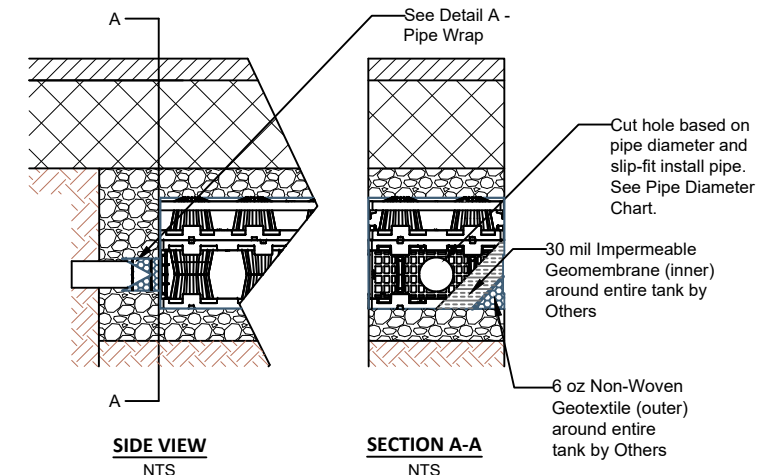 A
See Detail A -
Pipe Wrap
Cut hole based on
pipe diameter and
slip-fit install pipe.
See Pipe Diameter
Chart.
30 mil Impermeable
Geomembrane (inner)
around entire tank by
Others
6 oz Non-Woven
Geotextile (outer)
around entire
tank by Others
A
SIDE VIEW
NTS
SECTION A-A
NTS